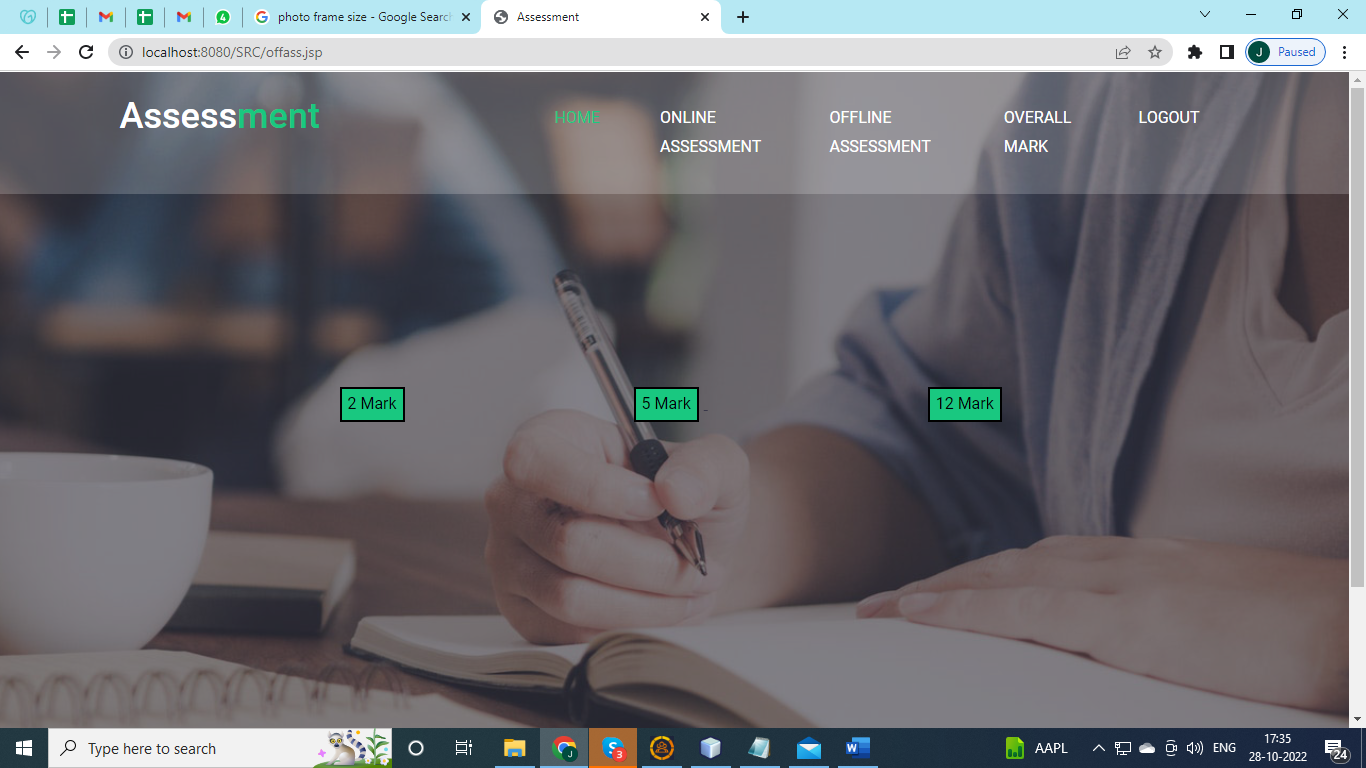 4
photo frame size - Google Search
Assessment
localhost:8080/SRC/offass.jsp
J Paused
Assessment
HOME
ONLINE
ASSESSMENT
OFFLINE
ASSESSMENT
OVERALL
MARK
LOGOUT
2 Mark
5 Mark
12 Mark
Type here to search
J
S
3
W
AAPL
ENG
17:35
28-10-2022
24